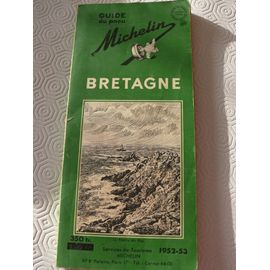 GUIDE
du pneu
Michelin
BRETAGNE
350 fr.
Services de Tourisme
1952-53
MICHELIN